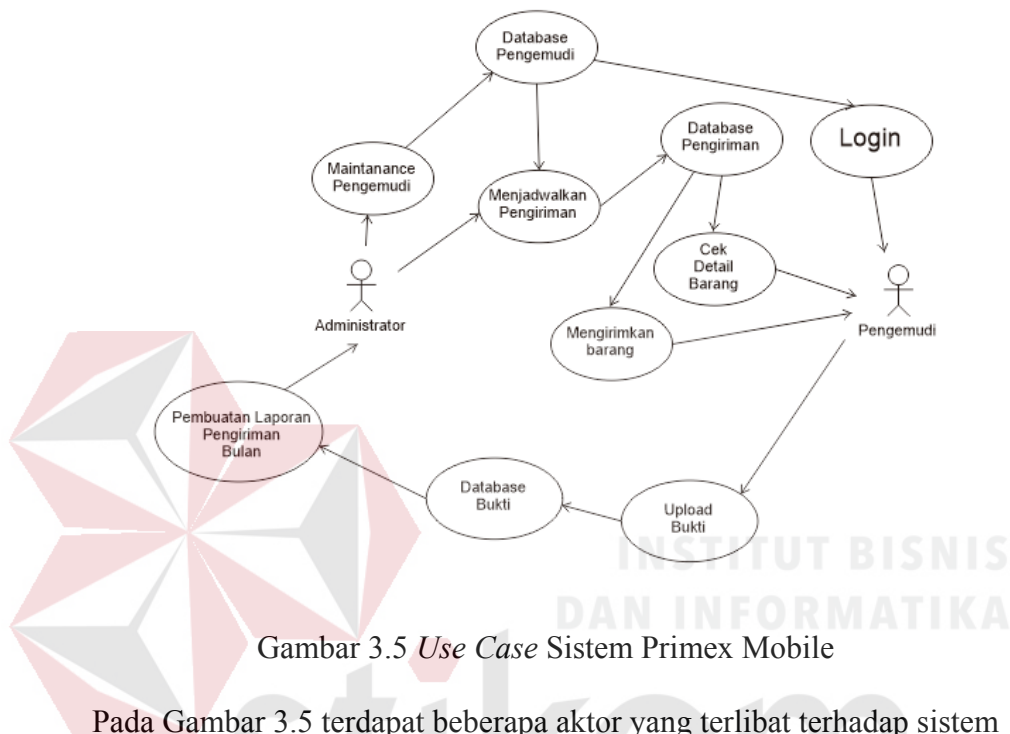 Database
Pengemudi
Login
Database
Pengiriman
Maintanance
Pengemudi
Menjadwalkan
Pengiriman
Cek
Detail
Barang
Administrator
Mengirimkan
barang
Pengemudi
Pembuatan Laporan
Pengiriman
Bulan
Database
Bukti
Upload
Bukti
INSTITUT BISNIS
DAN INFORMATIKA
Gambar 3.5 Use Case Sistem Primex Mobile
stikom
Pada Gambar 3.5 terdapat beberapa aktor yang terlibat terhadap sistem